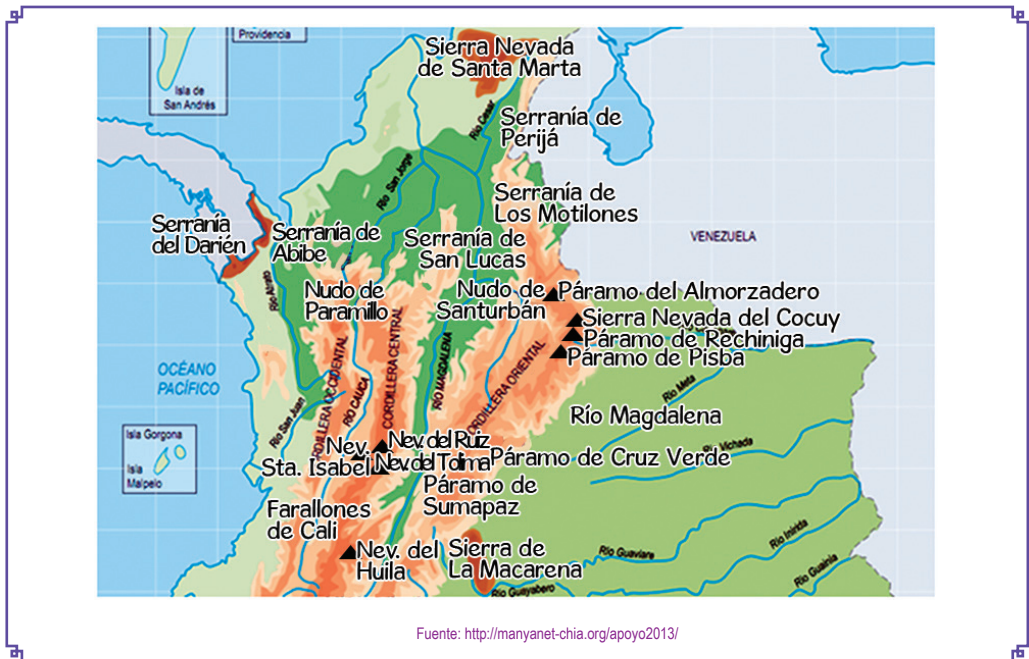 Providencia
Isla de
San Andrés
Sierra Nevada
de Santa Marta
Río Cesar
Serranía de
Perijá
Río San Jorge
Serranía de
Los Motilones
VENEZUELA
Serranía
del Darién
Serranía de
Abibe
Serranía de
San Lucas
Río Atrato
Nudo de
Paramillo
Nudo de
Santurbán
Páramo del Almorzadero
Sierra Nevada del Cocuy
Páramo de Rechiniga
Páramo de Pisba
OCÉANO
PACÍFICO
RDILLERA OCCIDENTAL
RÍO CAUCA
CORDILLERA CENTRAL
RÍO MAGDALENA
ORDILLERA ORIENTAL
Río Meta
Río San Juan
Río Magdalena
Vichada
Isla Gorgona
Isla
Malpelo
Nev.
Sta. Isabel
Nev. del Ruiz
Nev. del Tolima
Páramo de Cruz Verde
Páramo de
Sumapaz
Farallones
de Cali
Nev. del
Huila
Sierra de
La Macarena
Río Guaviare
Río Inirida
Río Guainia
Río Guayabero
Fuente: http://manyanet-chia.org/apoyo2013/